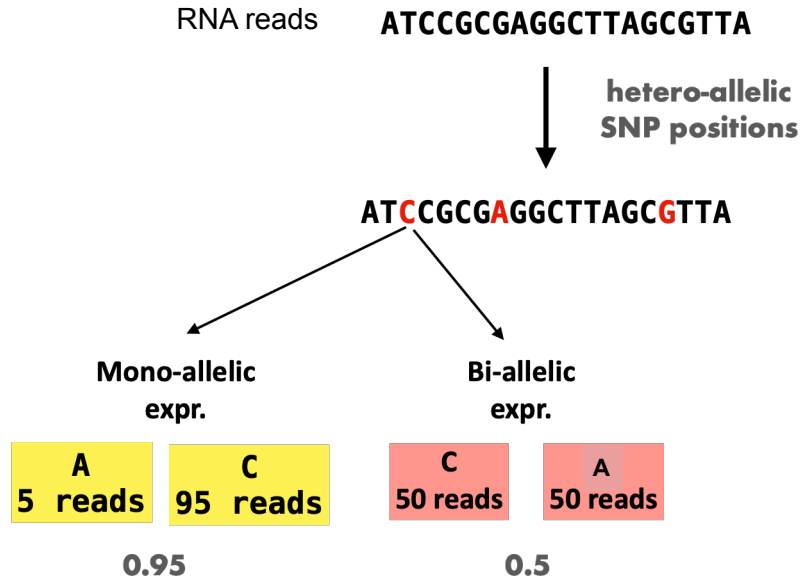 RNA reads
ATCCGCGAGGCTTAGCGTTA
hetero-allelic
SNP positions
ATCCGCGAGGCTTAGCGTTA
Mono-allelic
expr.
Bi-allelic
expr.
A
5 reads
C
95 reads
C
50 reads
A
50 reads
0.95
0.5